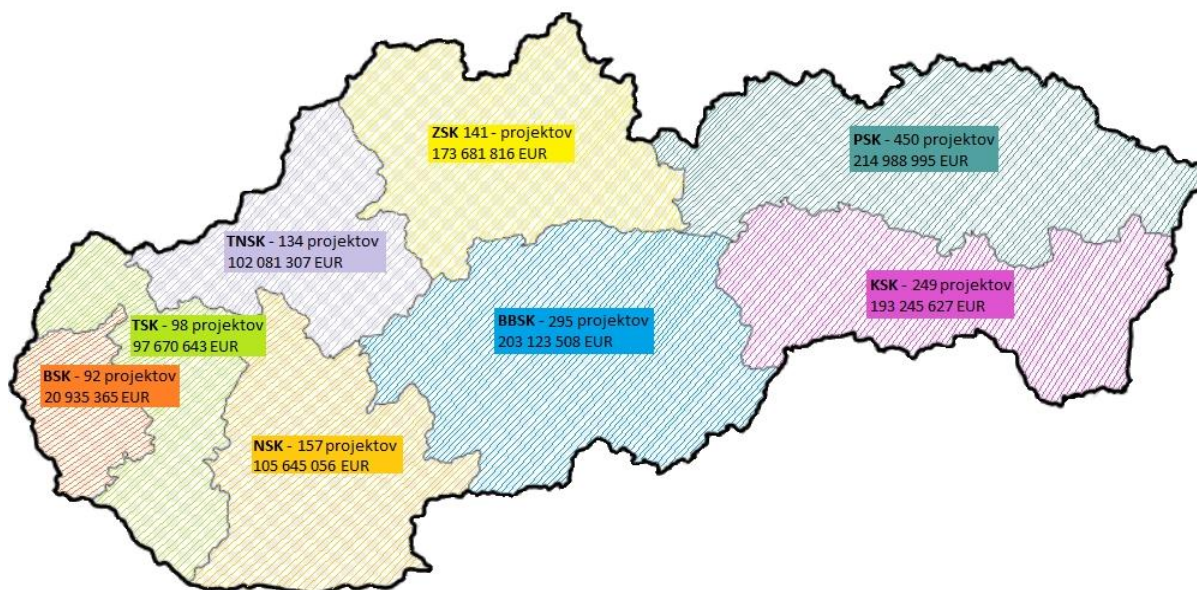 ZSK 141 - projektov
173 681 816 EUR
PSK - 450 projektov
214 988 995 EUR
TNSK - 134 projektov
102 081 307 EUR
KSK - 249 projektov
193 245 627 EUR
TSK - 98 projektov
97 670 643 EUR
BBSK - 295 projektov
203 123 508 EUR
BSK - 92 projektov
20 935 365 EUR
NSK - 157 projektov
105 645 056 EUR